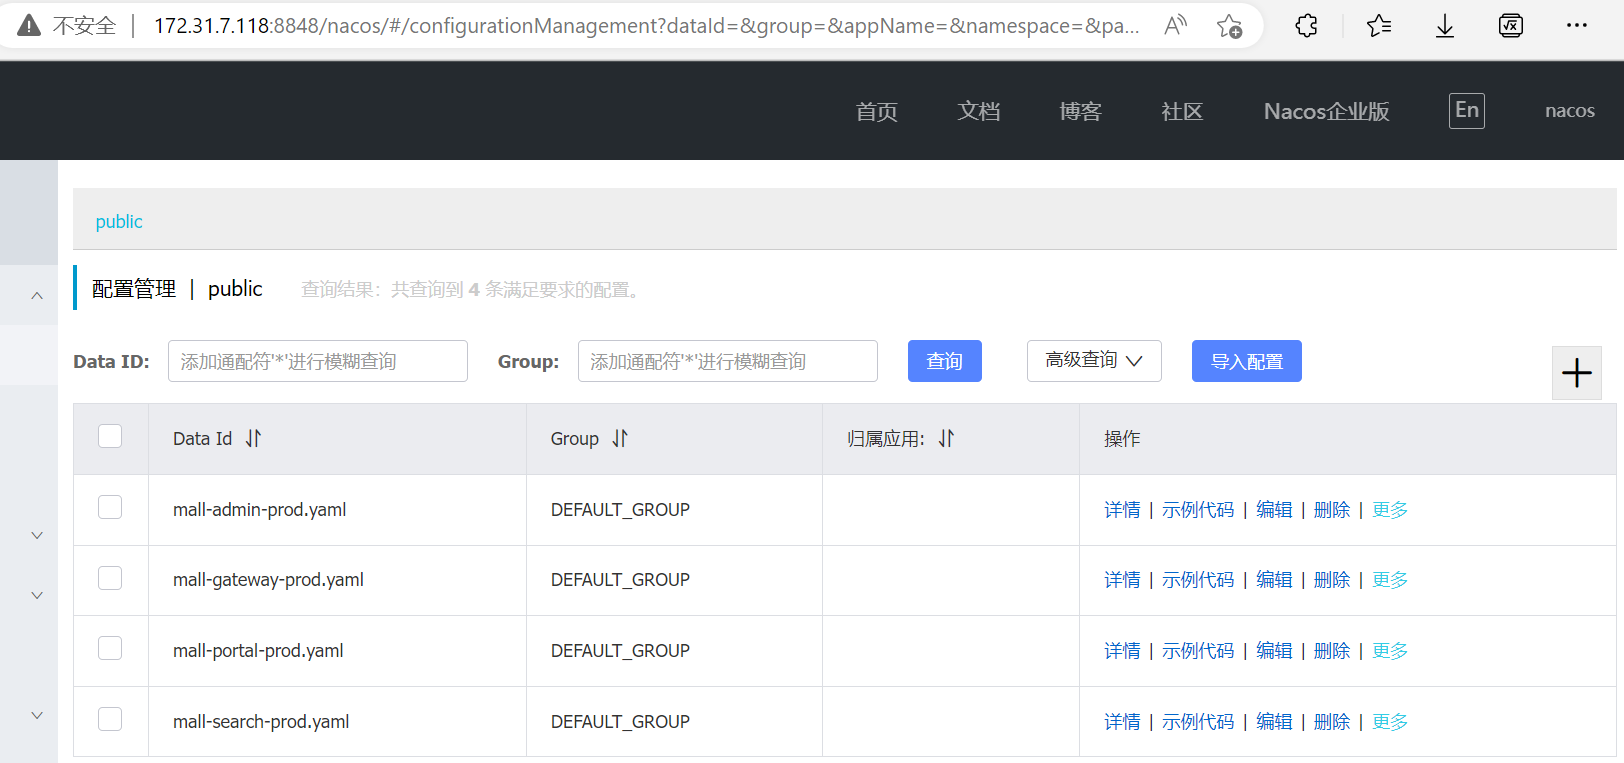 不安全 | 172.31.7.118:8848/nacos/#/configurationManagement?dataId=&group=&appName=&namespace=&pa...
首页 文档 博客 社区 Nacos企业版 En nacos
public
配置管理 | public 查询结果：共查询到 4 条满足要求的配置。
Data ID: 添加通配符'*'进行模糊查询 Group: 添加通配符'*'进行模糊查询 查询 高级查询 导入配置
Data Id Group 归属应用: 操作
mall-admin-prod.yaml DEFAULT_GROUP 详情 | 示例代码 | 编辑 | 删除 | 更多
mall-gateway-prod.yaml DEFAULT_GROUP 详情 | 示例代码 | 编辑 | 删除 | 更多
mall-portal-prod.yaml DEFAULT_GROUP 详情 | 示例代码 | 编辑 | 删除 | 更多
mall-search-prod.yaml DEFAULT_GROUP 详情 | 示例代码 | 编辑 | 删除 | 更多